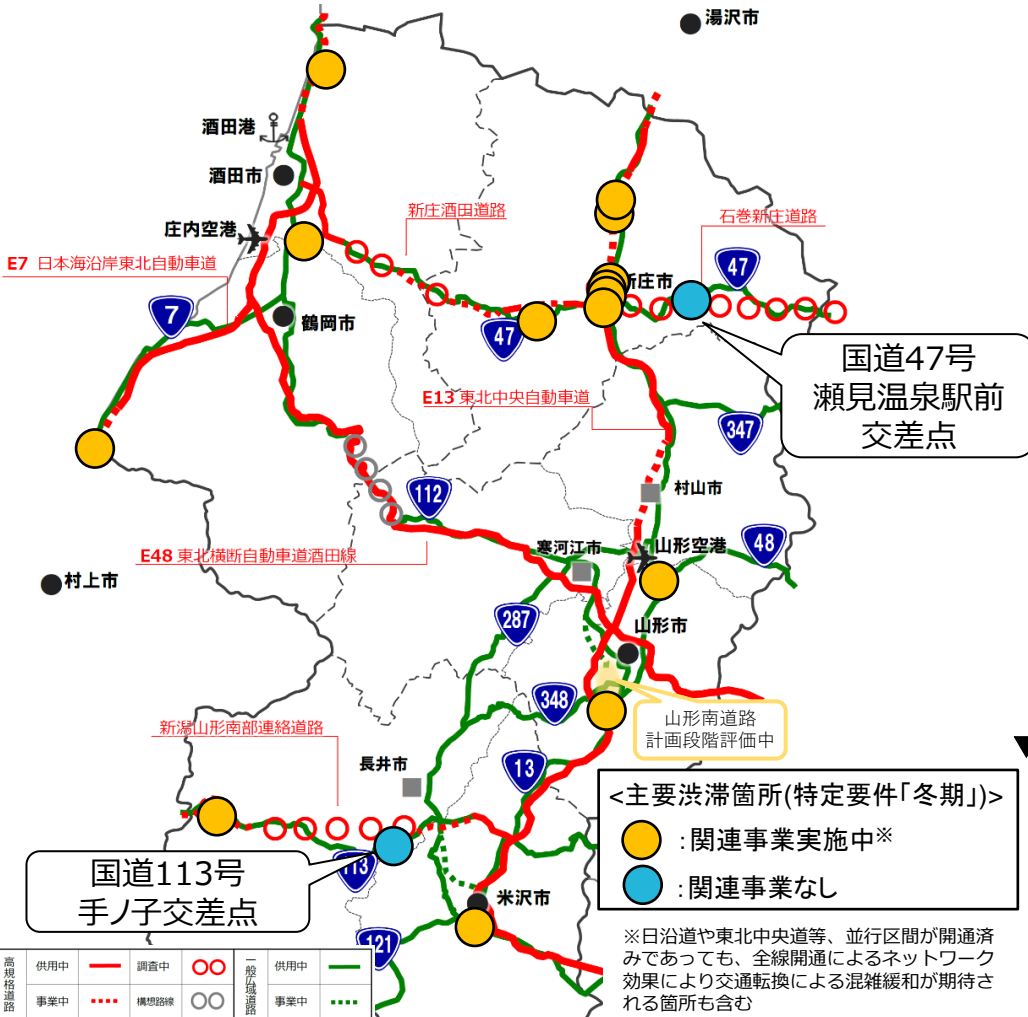 湯沢市
酒田港
酒田市
新庄酒田道路
石巻新庄道路
庄内空港
E7 日本海沿岸東北自動車道
新庄市
47
7
鶴岡市
47
国道47号
瀬見温泉駅前
交差点
E13 東北中央自動車道
347
村山市
112
寒河江市
山形空港
48
E48 東北横断自動車道酒田線
村上市
287
山形市
348
山形南道路
計画段階評価中
新潟山形南部連絡道路
長井市
13
<主要渋滞箇所(特定要件「冬期」)>
：関連事業実施中※
：関連事業なし
113
国道113号
手ノ子交差点
米沢市
121
※日沿道や東北中央道等、並行区間が開通済
みであっても、全線開通によるネットワーク
効果により交通転換による混雑緩和が期待さ
れる箇所も含む
高規格道路
供用中
調査中
事業中
構想路線
一般広域道路
供用中
事業中